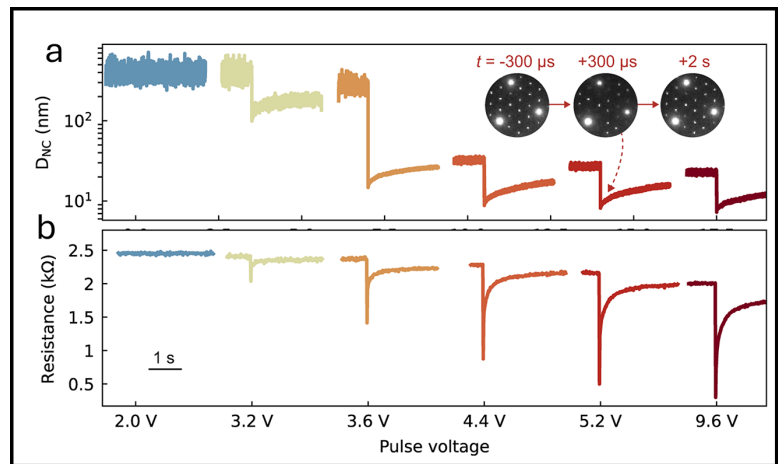 a
t = -300 µs +300 µs +2 s
D_NC (nm)
10²
10¹
b
Resistance (kΩ)
2.5
2
1.5
1
0.5
1 s
2.0 V 3.2 V 3.6 V 4.4 V 5.2 V 9.6 V
Pulse voltage